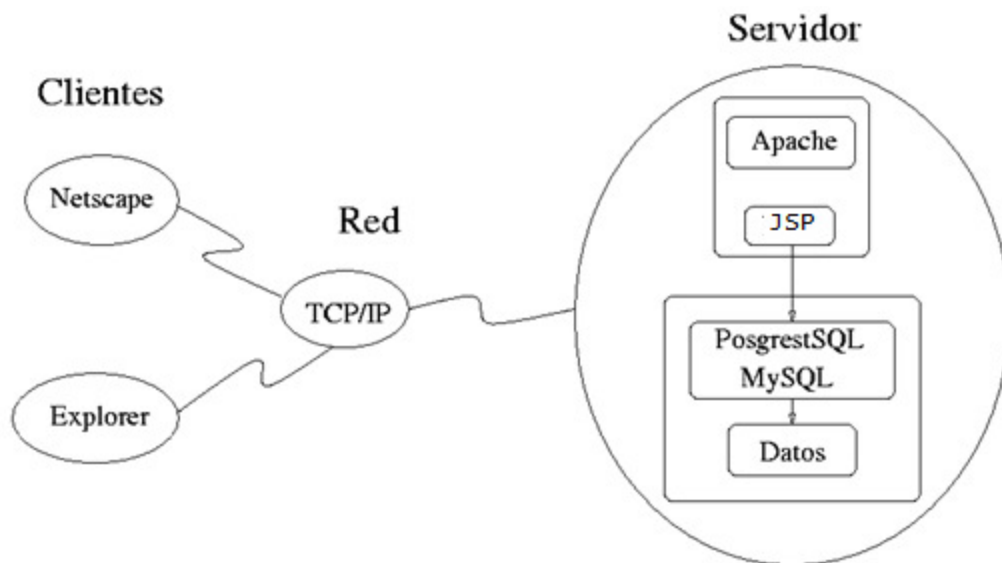 Servidor
Clientes
Apache
Netscape
Red
JSP
TCP/IP
PosgrestSQL
MySQL
Explorer
Datos